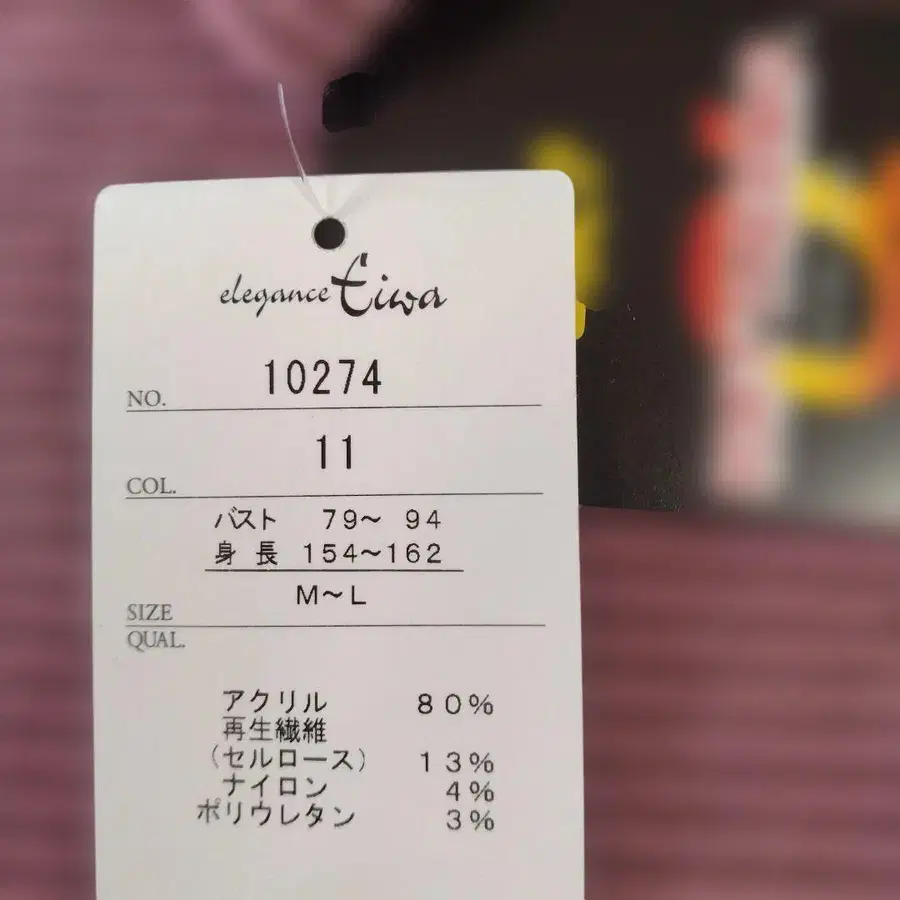 elegance Eiwa
NO. 10274
COL. 11
バスト 79～ 94
身 長 154～162
SIZE M～L
QUAL.
アクリル 80%
再生繊維
(セルロース) 13%
ナイロン 4%
ポリウレタン 3%